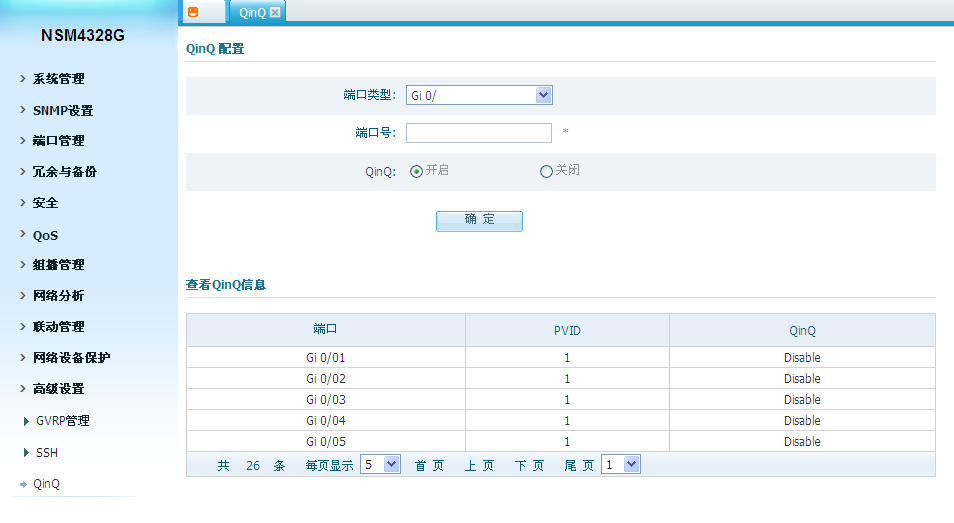 NSM4328G
系统管理
SNMP设置
端口管理
冗余与备份
安全
QoS
组播管理
网络分析
联动管理
网络设备保护
高级设置
GVRP管理
SSH
QinQ
QinQ
QinQ 配置
端口类型: Gi 0/
端口号: *
QinQ: 开启 关闭
确 定
查看QinQ信息
端口 PVID QinQ
Gi 0/01 1 Disable
Gi 0/02 1 Disable
Gi 0/03 1 Disable
Gi 0/04 1 Disable
Gi 0/05 1 Disable
共 26 条 每页显示 5 首 页 上 页 下 页 尾 页 1